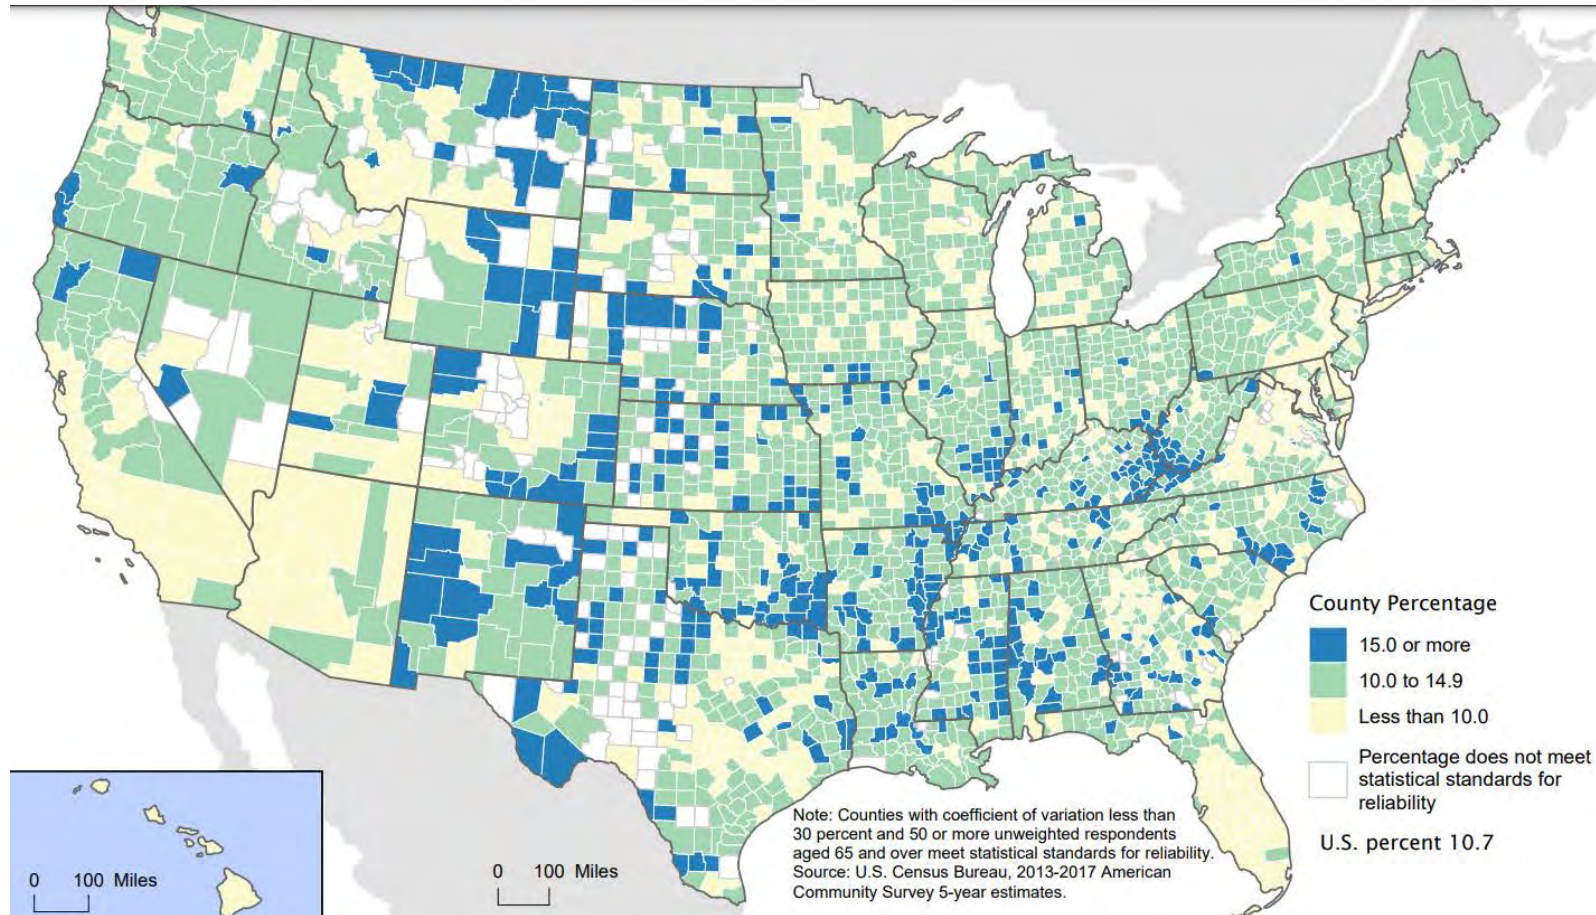 County Percentage
15.0 or more
10.0 to 14.9
Less than 10.0
Percentage does not meet
statistical standards for
reliability
U.S. percent 10.7
Note: Counties with coefficient of variation less than
30 percent and 50 or more unweighted respondents
aged 65 and over meet statistical standards for reliability.
Source: U.S. Census Bureau, 2013-2017 American
Community Survey 5-year estimates.
0 100 Miles
0 100 Miles